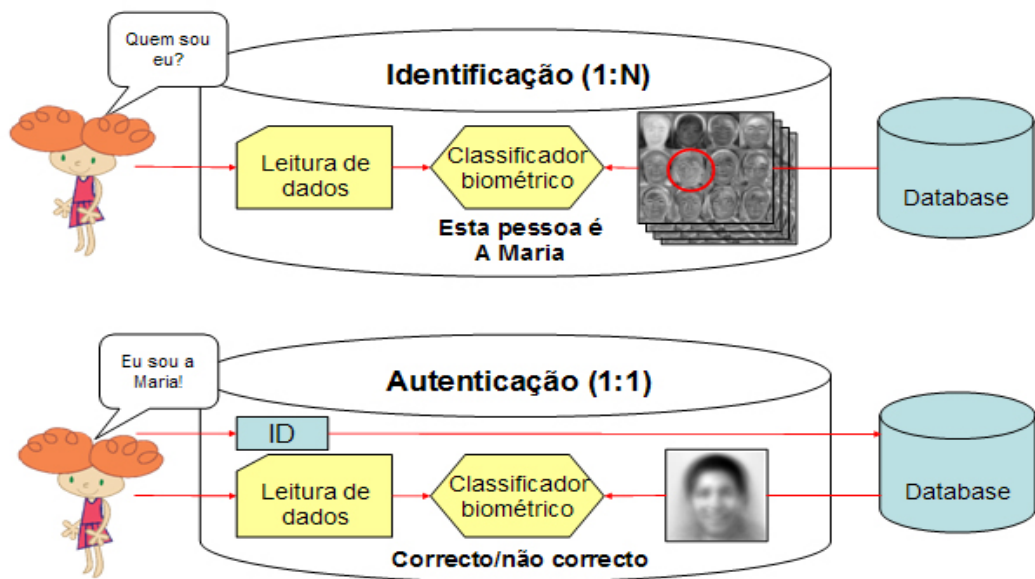 Quem sou
eu?
Identificação (1:N)
Leitura de
dados
Classificador
biométrico
Database
Esta pessoa é
A Maria
Eu sou a
Maria!
Autenticação (1:1)
ID
Leitura de
dados
Classificador
biométrico
Database
Correcto/não correcto